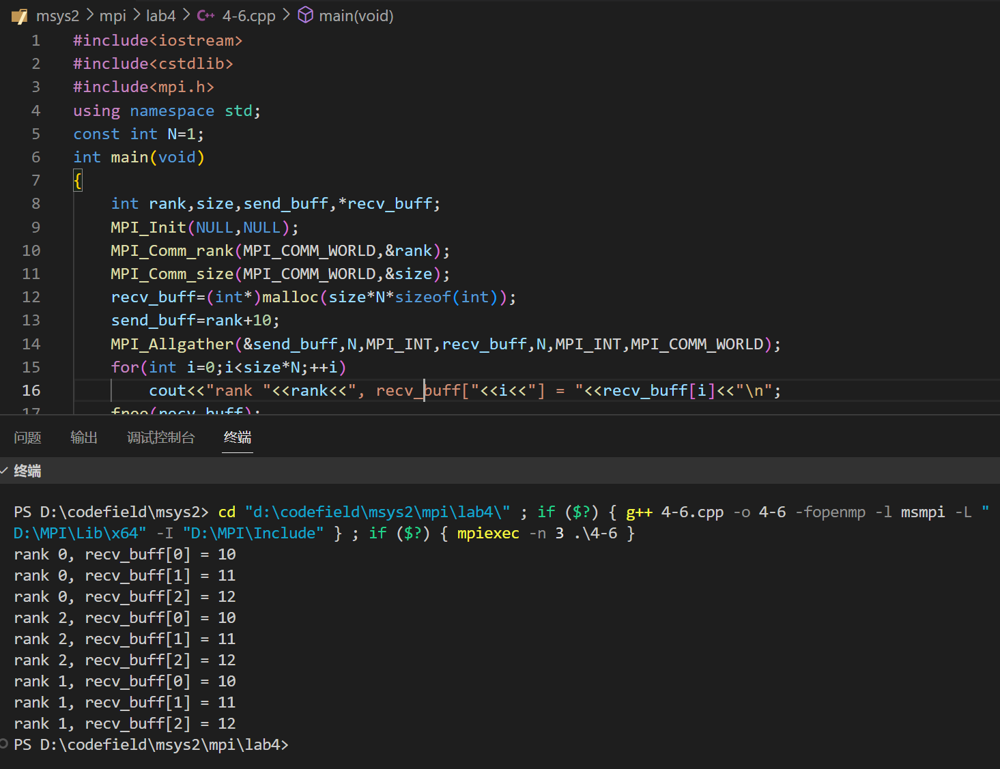 msys2 > mpi > lab4 > C++ 4-6.cpp > main(void)
1 #include<iostream>
2 #include<cstdlib>
3 #include<mpi.h>
4 using namespace std;
5 const int N=1;
6 int main(void)
7 {
8 int rank,size,send_buff,*recv_buff;
9 MPI_Init(NULL,NULL);
10 MPI_Comm_rank(MPI_COMM_WORLD,&rank);
11 MPI_Comm_size(MPI_COMM_WORLD,&size);
12 recv_buff=(int*)malloc(size*N*sizeof(int));
13 send_buff=rank+10;
14 MPI_Allgather(&send_buff,N,MPI_INT,recv_buff,N,MPI_INT,MPI_COMM_WORLD);
15 for(int i=0;i<size*N;++i)
16 cout<<"rank "<<rank<<", recv_buff["<<i<<"] = "<<recv_buff[i]<<"\n";
17 free(recv_buff);
问题 输出 调试控制台 终端
终端
PS D:\codefield\msys2> cd "d:\codefield\msys2\mpi\lab4\" ; if ($?) { g++ 4-6.cpp -o 4-6 -fopenmp -l msmpi -L "
D:\MPI\Lib\x64" -I "D:\MPI\Include" } ; if ($?) { mpiexec -n 3 .\4-6 }
rank 0, recv_buff[0] = 10
rank 0, recv_buff[1] = 11
rank 0, recv_buff[2] = 12
rank 2, recv_buff[0] = 10
rank 2, recv_buff[1] = 11
rank 2, recv_buff[2] = 12
rank 1, recv_buff[0] = 10
rank 1, recv_buff[1] = 11
rank 1, recv_buff[2] = 12
PS D:\codefield\msys2\mpi\lab4>